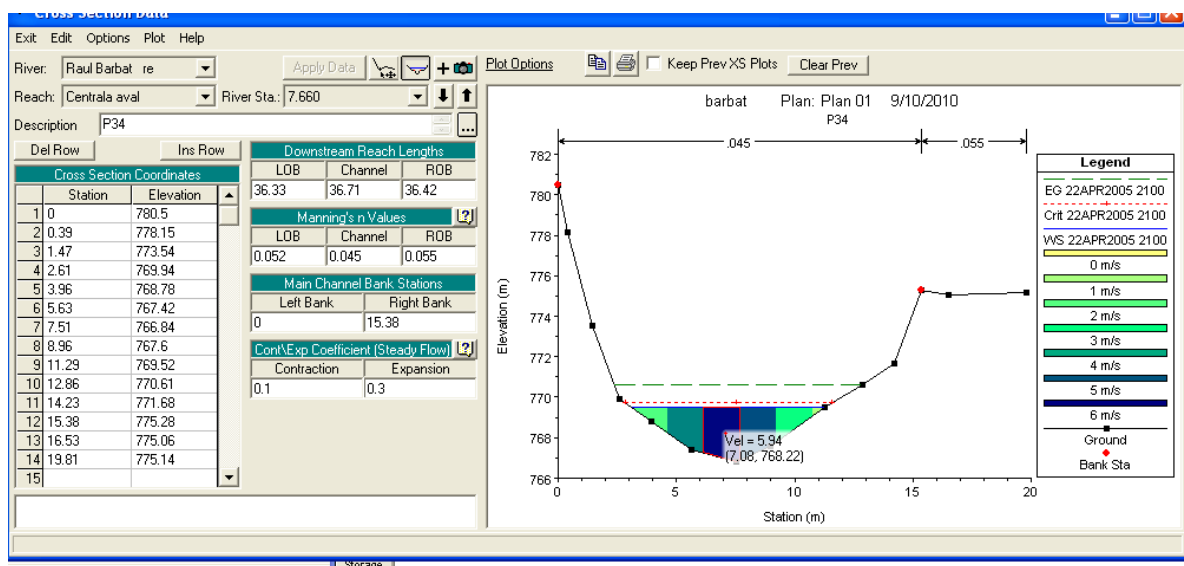 Cross Section Data
Exit Edit Options Plot Help
River: Raul Barbat re Apply Data
Reach: Centrala aval River Sta.: 7.660
Description P34 ...
Del Row Ins Row
Cross Section Coordinates
Station Elevation
1 0 780.5
2 0.39 778.15
3 1.47 773.54
4 2.61 769.94
5 3.96 768.78
6 5.63 767.42
7 7.51 766.84
8 8.96 767.6
9 11.29 769.52
10 12.86 770.61
11 14.23 771.68
12 15.38 775.28
13 16.53 775.06
14 19.81 775.14
15
Downstream Reach Lengths
LOB Channel ROB
36.33 36.71 36.42
Manning's n Values
LOB Channel ROB
0.052 0.045 0.055
Main Channel Bank Stations
Left Bank Right Bank
0 15.38
Cont\Exp Coefficient (Steady Flow)
Contraction Expansion
0.1 0.3
Plot Options Keep Prev XS Plots Clear Prev
barbat Plan: Plan 01 9/10/2010
P34
.045 .055
782
780
778
776
774
772
770
768
766
Elevation (m)
0 5 10 15 20
Station (m)
Vel = 5.94
(7.08, 768.22)
Legend
EG 22APR2005 2100
Crit 22APR2005 2100
WS 22APR2005 2100
0 m/s
1 m/s
2 m/s
3 m/s
4 m/s
5 m/s
6 m/s
Ground
Bank Sta
Storage